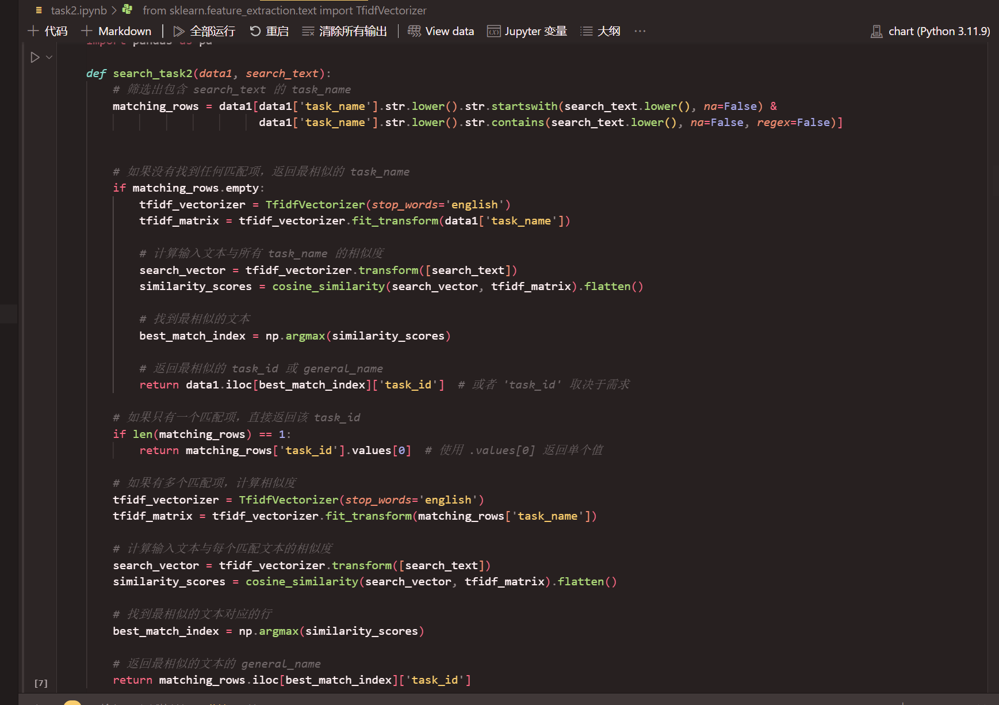 task2.ipynb > from sklearn.feature_extraction.text import TfidfVectorizer
+ 代码 + Markdown | 全部运行 重启 清除所有输出 | View data Jupyter 变量 大纲 ··· chart (Python 3.11.9)
import pandas as pd
def search_task2(data1, search_text):
# 筛选出包含 search_text 的 task_name
matching_rows = data1[data1['task_name'].str.lower().str.startswith(search_text.lower(), na=False) &
data1['task_name'].str.lower().str.contains(search_text.lower(), na=False, regex=False)]
# 如果没有找到任何匹配项，返回最相似的 task_name
if matching_rows.empty:
tfidf_vectorizer = TfidfVectorizer(stop_words='english')
tfidf_matrix = tfidf_vectorizer.fit_transform(data1['task_name'])
# 计算输入文本与所有 task_name 的相似度
search_vector = tfidf_vectorizer.transform([search_text])
similarity_scores = cosine_similarity(search_vector, tfidf_matrix).flatten()
# 找到最相似的文本
best_match_index = np.argmax(similarity_scores)
# 返回最相似的 task_id 或 general_name
return data1.iloc[best_match_index]['task_id'] # 或者 'task_id' 取决于需求
# 如果只有一个匹配项，直接返回该 task_id
if len(matching_rows) == 1:
return matching_rows['task_id'].values[0] # 使用 .values[0] 返回单个值
# 如果有多个匹配项，计算相似度
tfidf_vectorizer = TfidfVectorizer(stop_words='english')
tfidf_matrix = tfidf_vectorizer.fit_transform(matching_rows['task_name'])
# 计算输入文本与每个匹配文本的相似度
search_vector = tfidf_vectorizer.transform([search_text])
similarity_scores = cosine_similarity(search_vector, tfidf_matrix).flatten()
# 找到最相似的文本对应的行
best_match_index = np.argmax(similarity_scores)
# 返回最相似的文本的 general_name
[7] return matching_rows.iloc[best_match_index]['task_id']